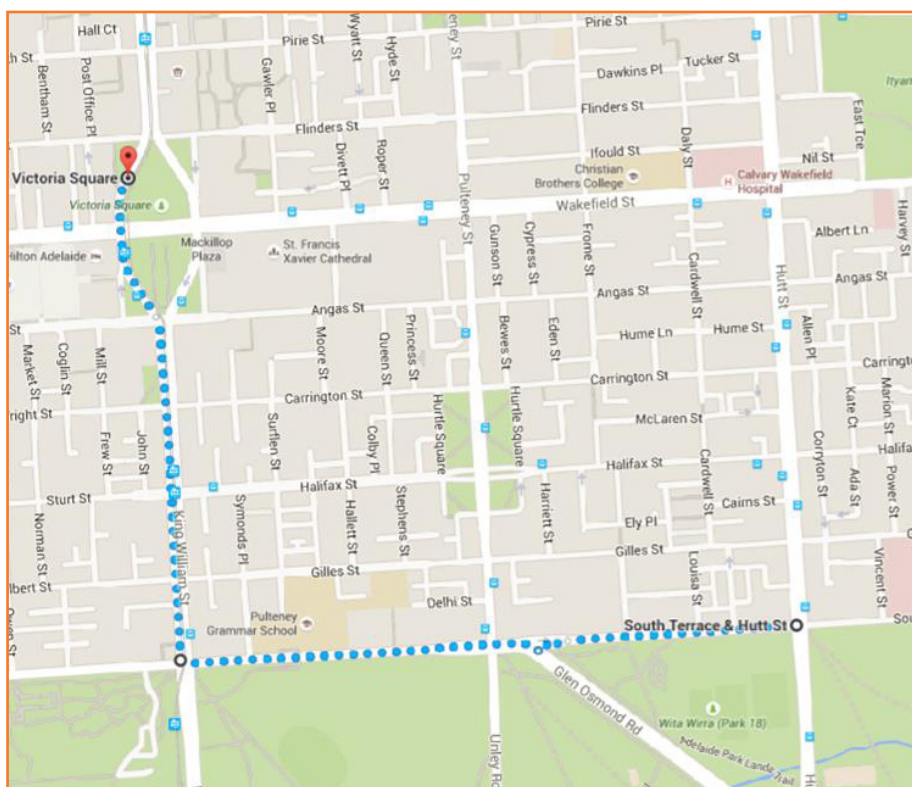 Hall Ct
Pirie St
Wyatt St
Hyde St
Pulteney St
Pirie St
Tucker St
Dawkins Pl
Bentham St
Post Office Pl
Gawler Pl
Flinders St
Flinders St
East Tce
Divett Pl
Roper St
Ifould St
Daly St
Nil St
Christian
Brothers College
Calvary Wakefield
Hospital
Victoria Square
Victoria Square
Wakefield St
Hilton Adelaide
Mackillop
Plaza
St. Francis
Xavier Cathedral
Gunson St
Cypress St
Frome St
Cardwell St
Hutt St
Albert Ln
Harvey St
Angas St
Angas St
Angas St
Market St
Coglin St
Mill St
Moore St
Queen St
Princess St
Bewes St
Eden St
Hume Ln
Hume St
Allen Pl
Carrington
Carrington St
Carrington St
right St
Frew St
John St
Surflen St
Colby Pl
Hurtle Square
Hurtle Square
McLaren St
Kate Ct
Marion St
Halifa
Halifax St
Halifax St
Sturt St
Norman St
King William St
Symonds Pl
Hallett St
Stephens St
Harriett St
Cardwell St
Cairns St
Corryton St
Ada St
Power St
Ely Pl
Gilles St
Gilles St
lbert St
Delhi St
Louisa St
Vincent St
Pulteney
Grammar School
South Terrace & Hutt St
Sou
Glen Osmond Rd
Unley Ro
Wita Wirra (Park 18)
Adelaide Park Lands Trail
Hu